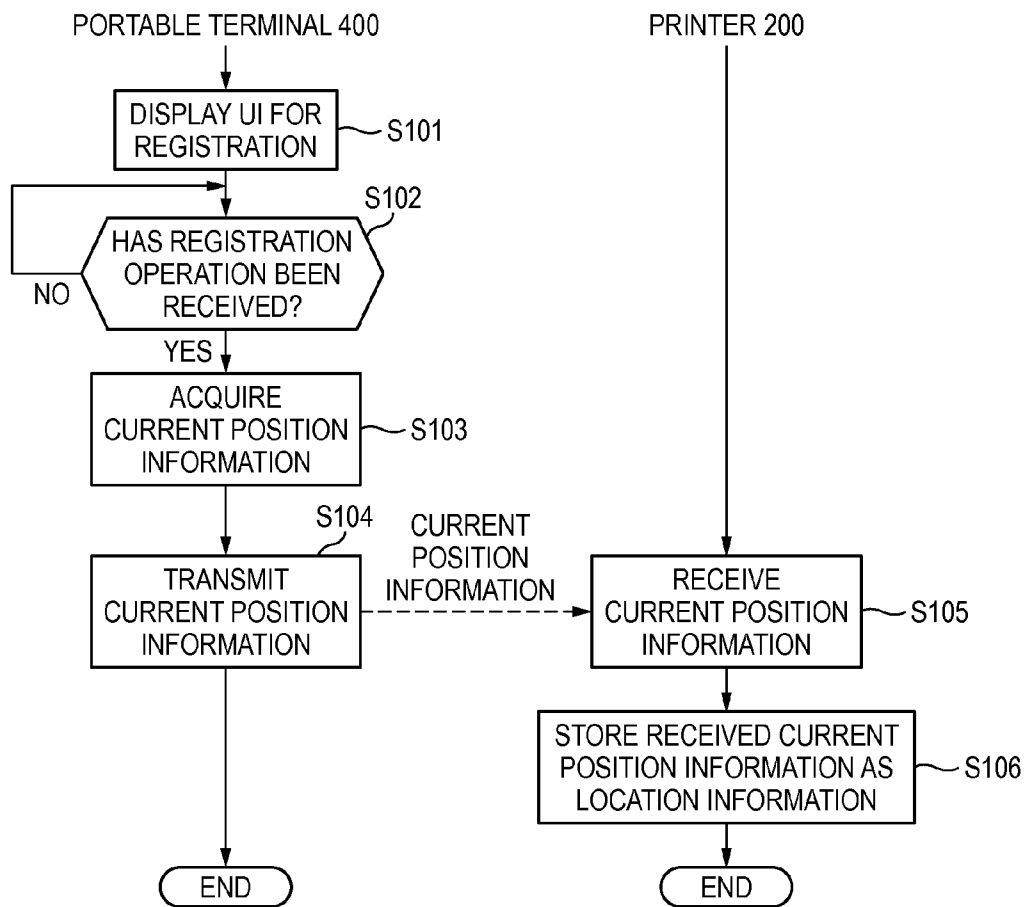 PORTABLE TERMINAL 400
PRINTER 200
DISPLAY UI FOR
REGISTRATION
S101
S102
HAS REGISTRATION
OPERATION BEEN
RECEIVED?
NO
YES
ACQUIRE
CURRENT POSITION
INFORMATION
S103
S104
TRANSMIT
CURRENT POSITION
INFORMATION
CURRENT
POSITION
INFORMATION
RECEIVE
CURRENT POSITION
INFORMATION
S105
STORE RECEIVED CURRENT
POSITION INFORMATION AS
LOCATION INFORMATION
S106
END
END